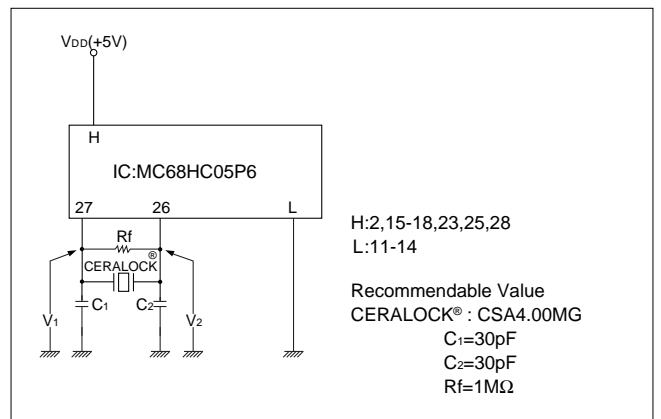 VDD(+5V)
H
IC:MC68HC05P6
27 26 L
Rf
CERALOCK®
C1 C2
V1 V2
H:2,15-18,23,25,28
L:11-14
Recommendable Value
CERALOCK® : CSA4.00MG
C1=30pF
C2=30pF
Rf=1MΩ